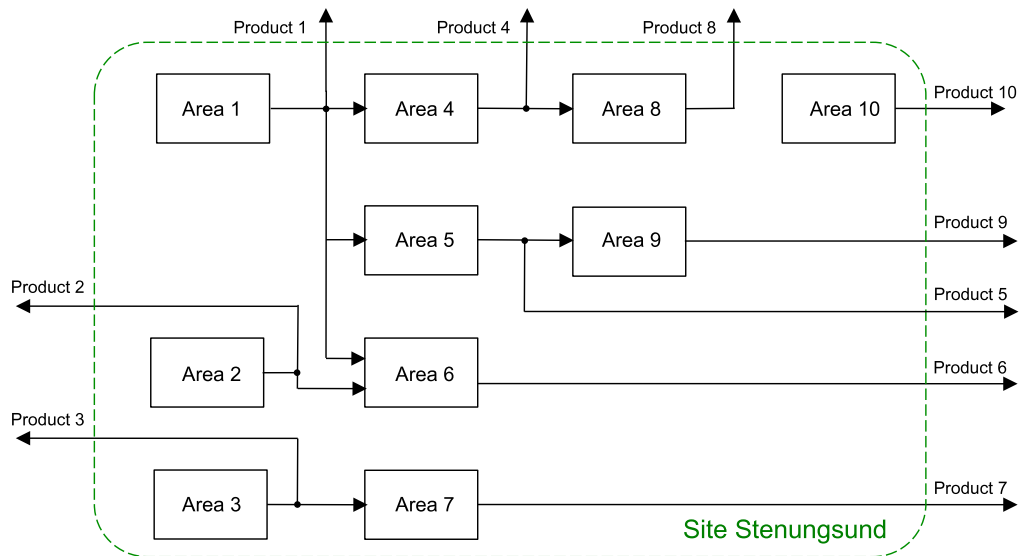 Product 1
Product 4
Product 8
Area 1
Area 4
Area 8
Area 10
Product 10
Area 5
Area 9
Product 9
Product 2
Product 5
Area 2
Area 6
Product 6
Product 3
Area 3
Area 7
Product 7
Site Stenungsund